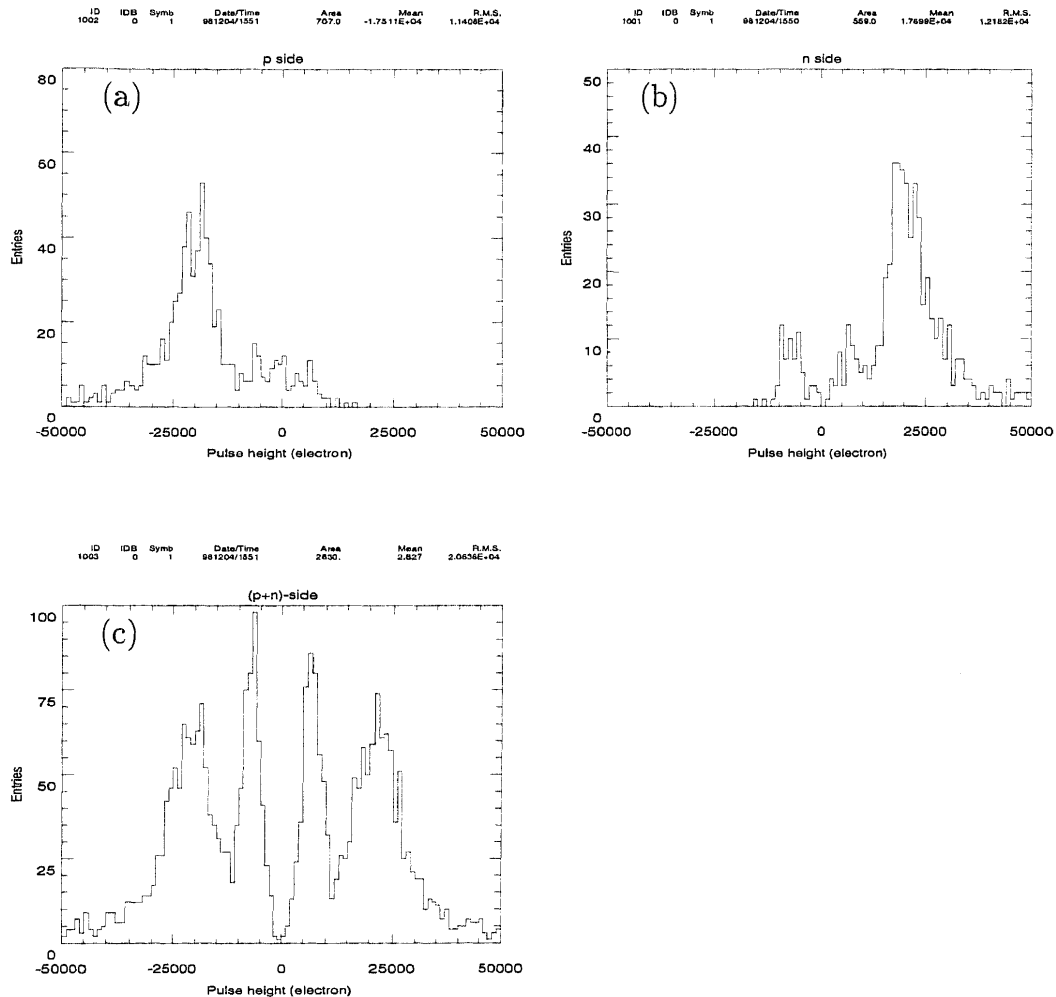 ID IDB Symb Date/Time Area Mean R.M.S.
1002 0 1 981204/1551 707.0 -1.7511E+04 1.1408E+04
p side
(a)
80
60
40
20
0
Entries
-50000 -25000 0 25000 50000
Pulse height (electron)
ID IDB Symb Date/Time Area Mean R.M.S.
1001 0 1 981204/1550 559.0 1.7699E+04 1.2182E+04
n side
(b)
50
40
30
20
10
0
Entries
-50000 -25000 0 25000 50000
Pulse height (electron)
ID IDB Symb Date/Time Area Mean R.M.S.
1003 0 1 981204/1551 2630. 2.827 2.0636E+04
(p+n)-side
(c)
100
75
50
25
0
Entries
-50000 -25000 0 25000 50000
Pulse height (electron)